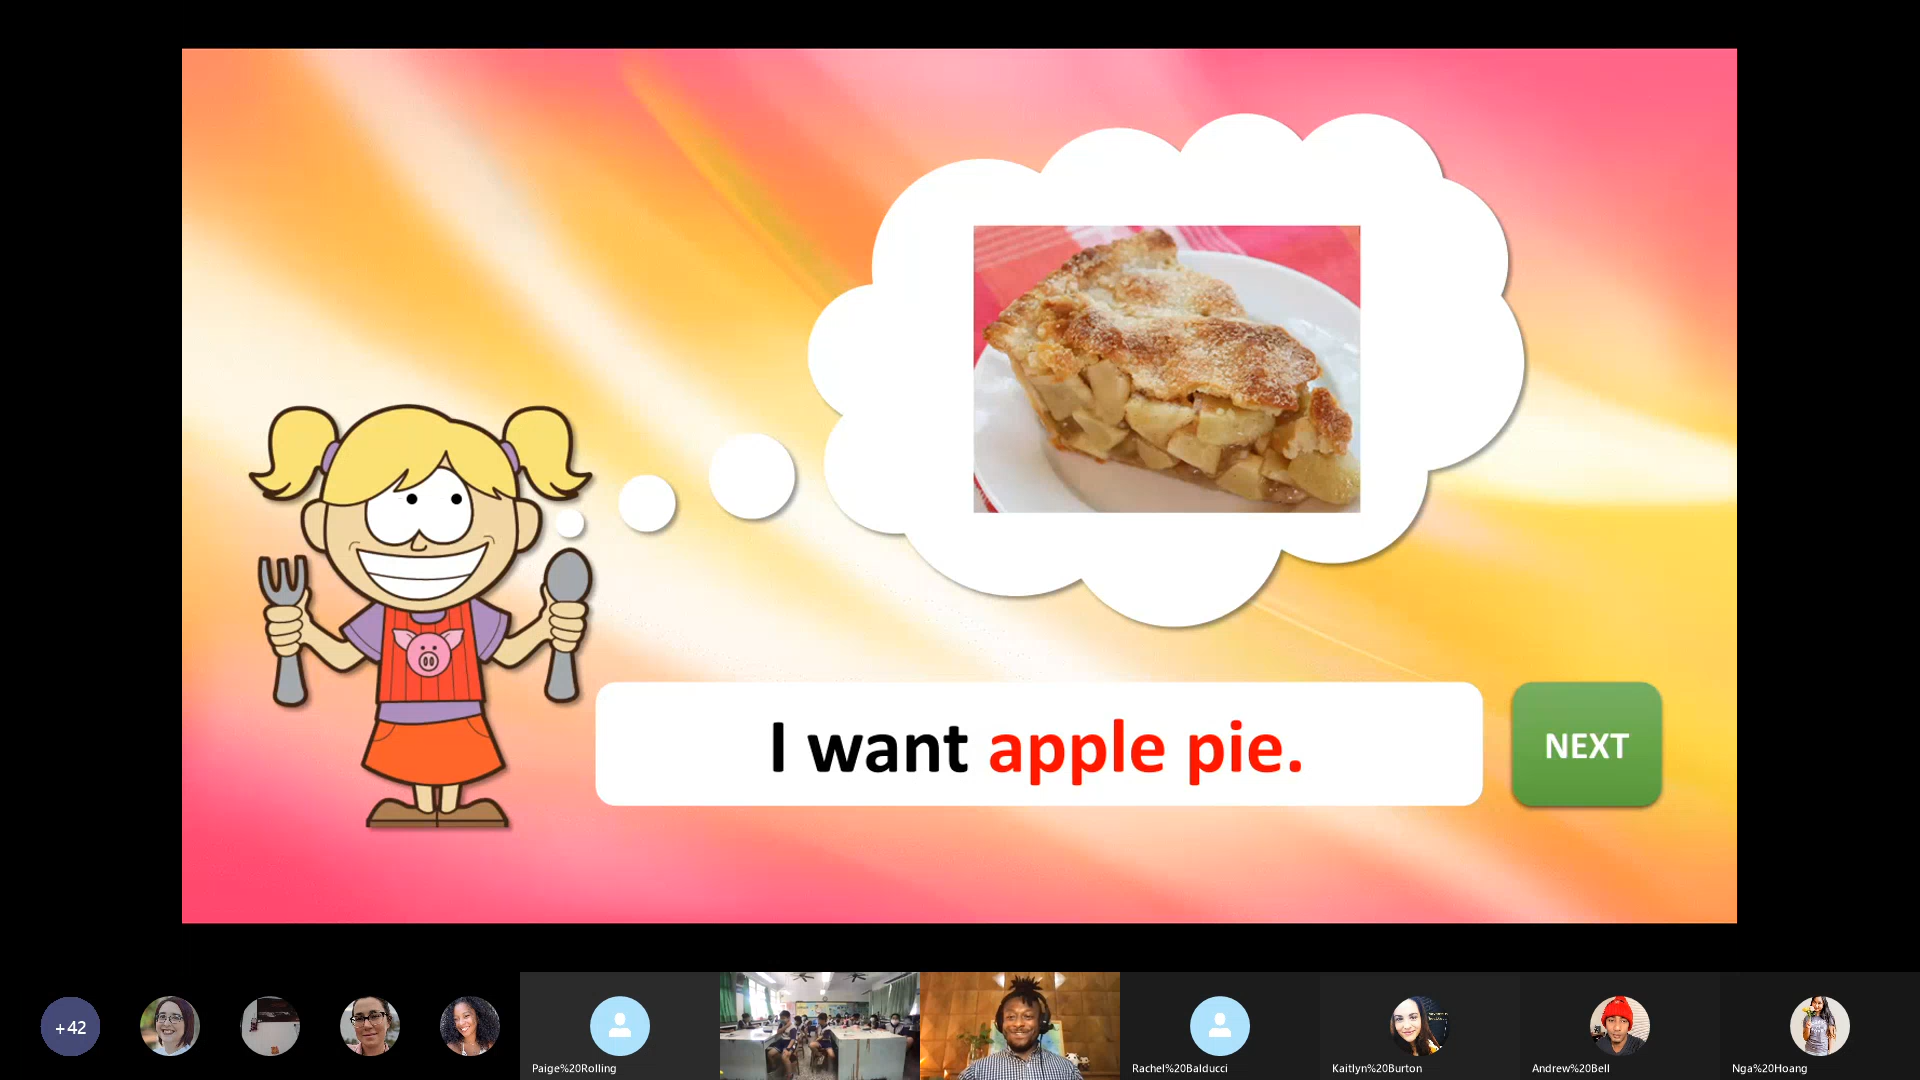 I want apple pie.
NEXT
+42
Paige%20Rolling
Rachel%20Balducci
Kaitlyn%20Burton
Andrew%20Bell
Nga%20Hoang